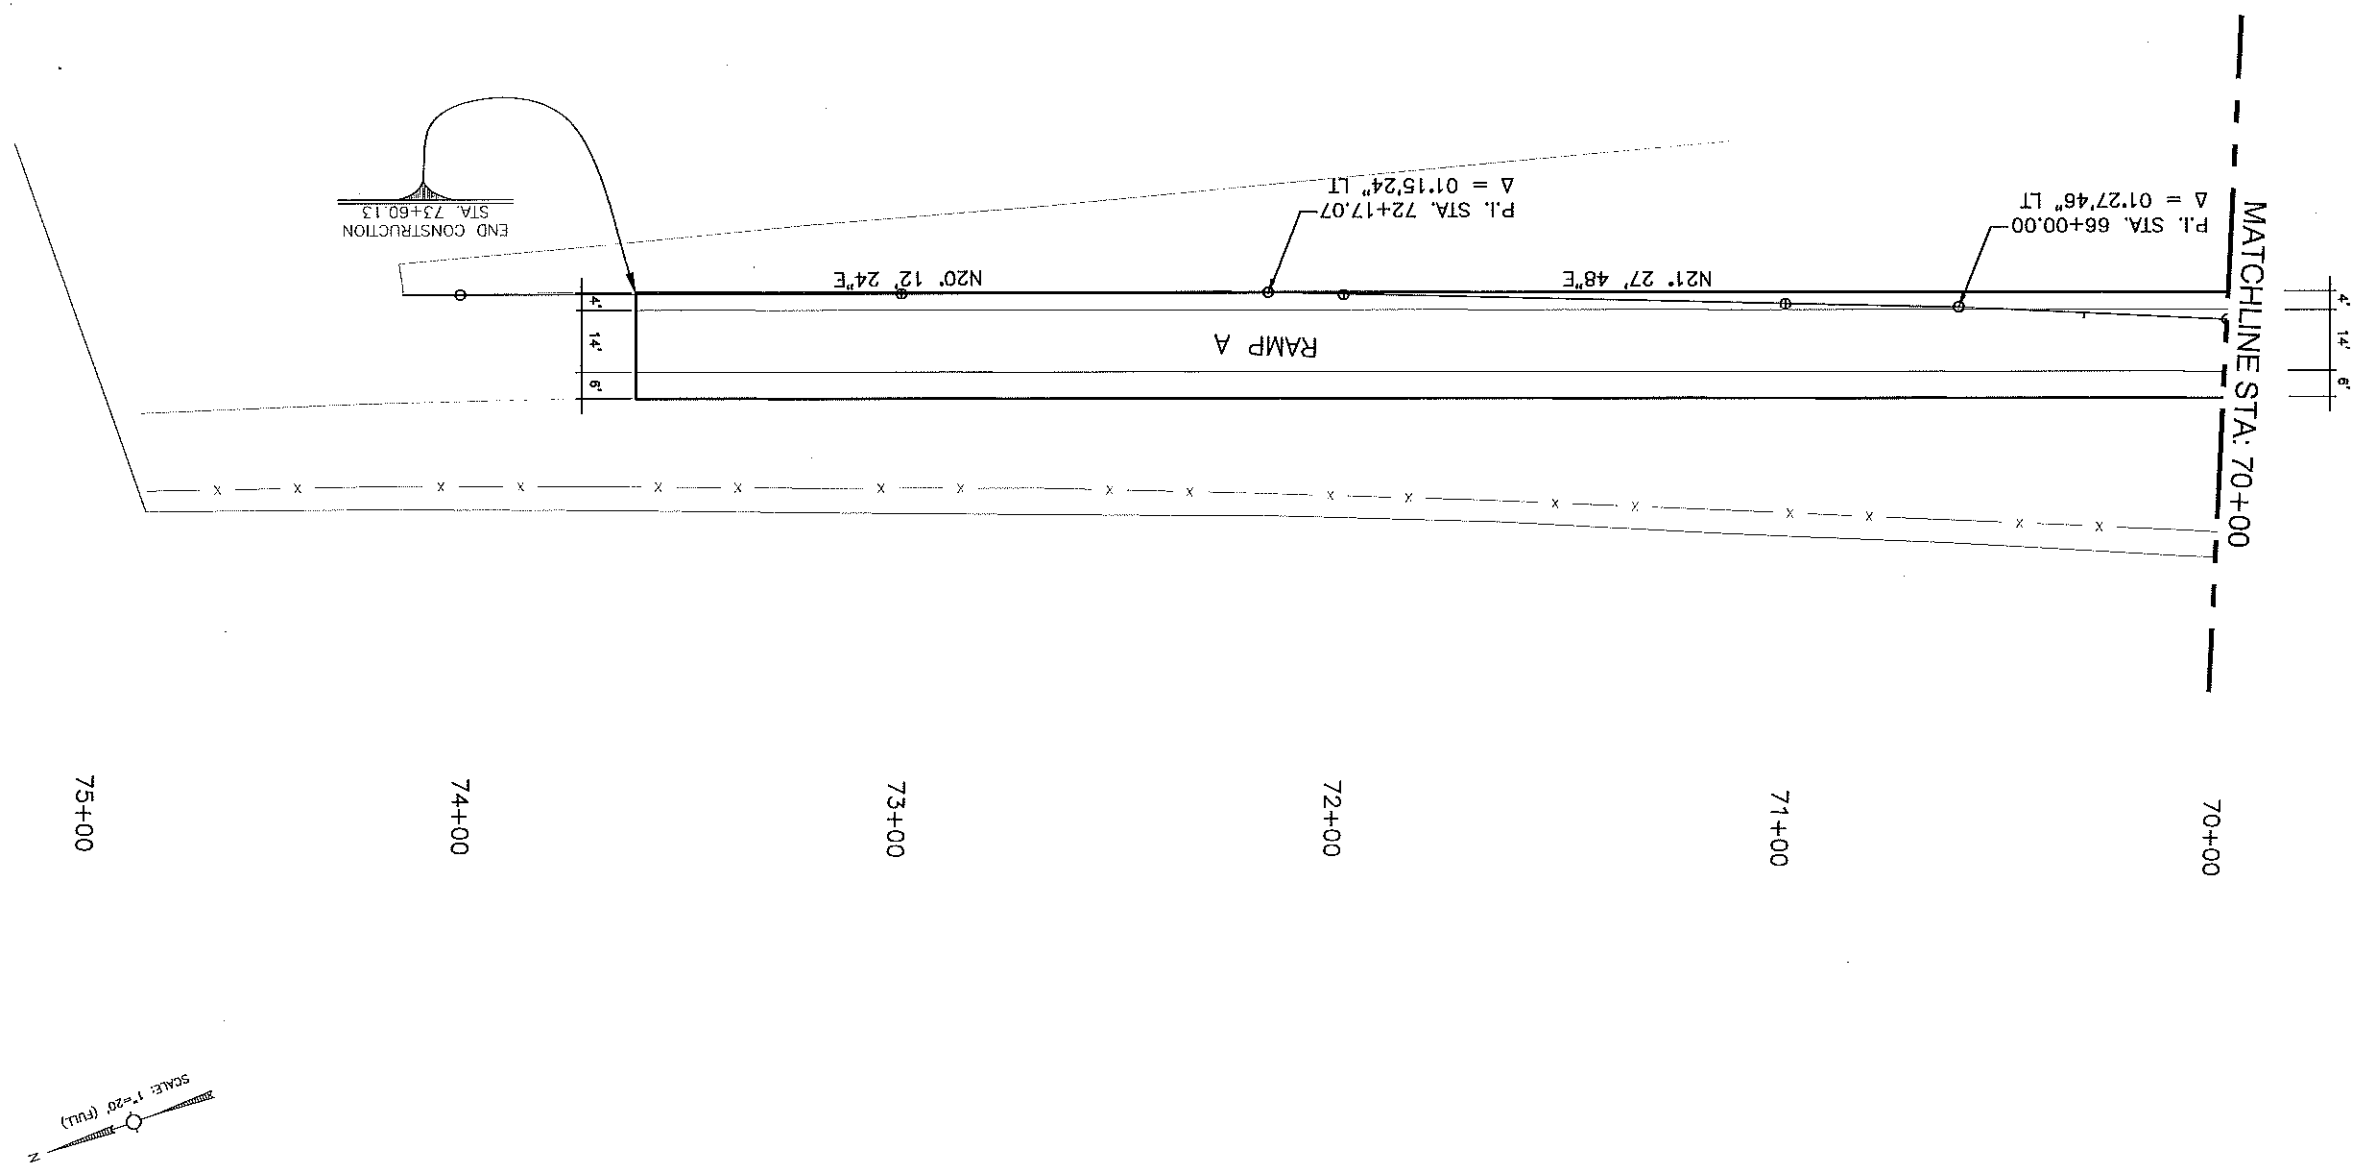 MATCHLINE STA: 70+00
P.I. STA. 66+00.00
Δ = 01°27'46" LT
P.I. STA. 72+17.07
Δ = 01°15'24" LT
END CONSTRUCTION
STA. 73+60.13
N21° 27' 48"E
N20° 12' 24"E
RAMP A
4'
14'
6'
4'
14'
6'
X X X X X X X X X X X X X X X X X X
70+00
71+00
72+00
73+00
74+00
75+00
SCALE: 1"=20' (FULL)
N